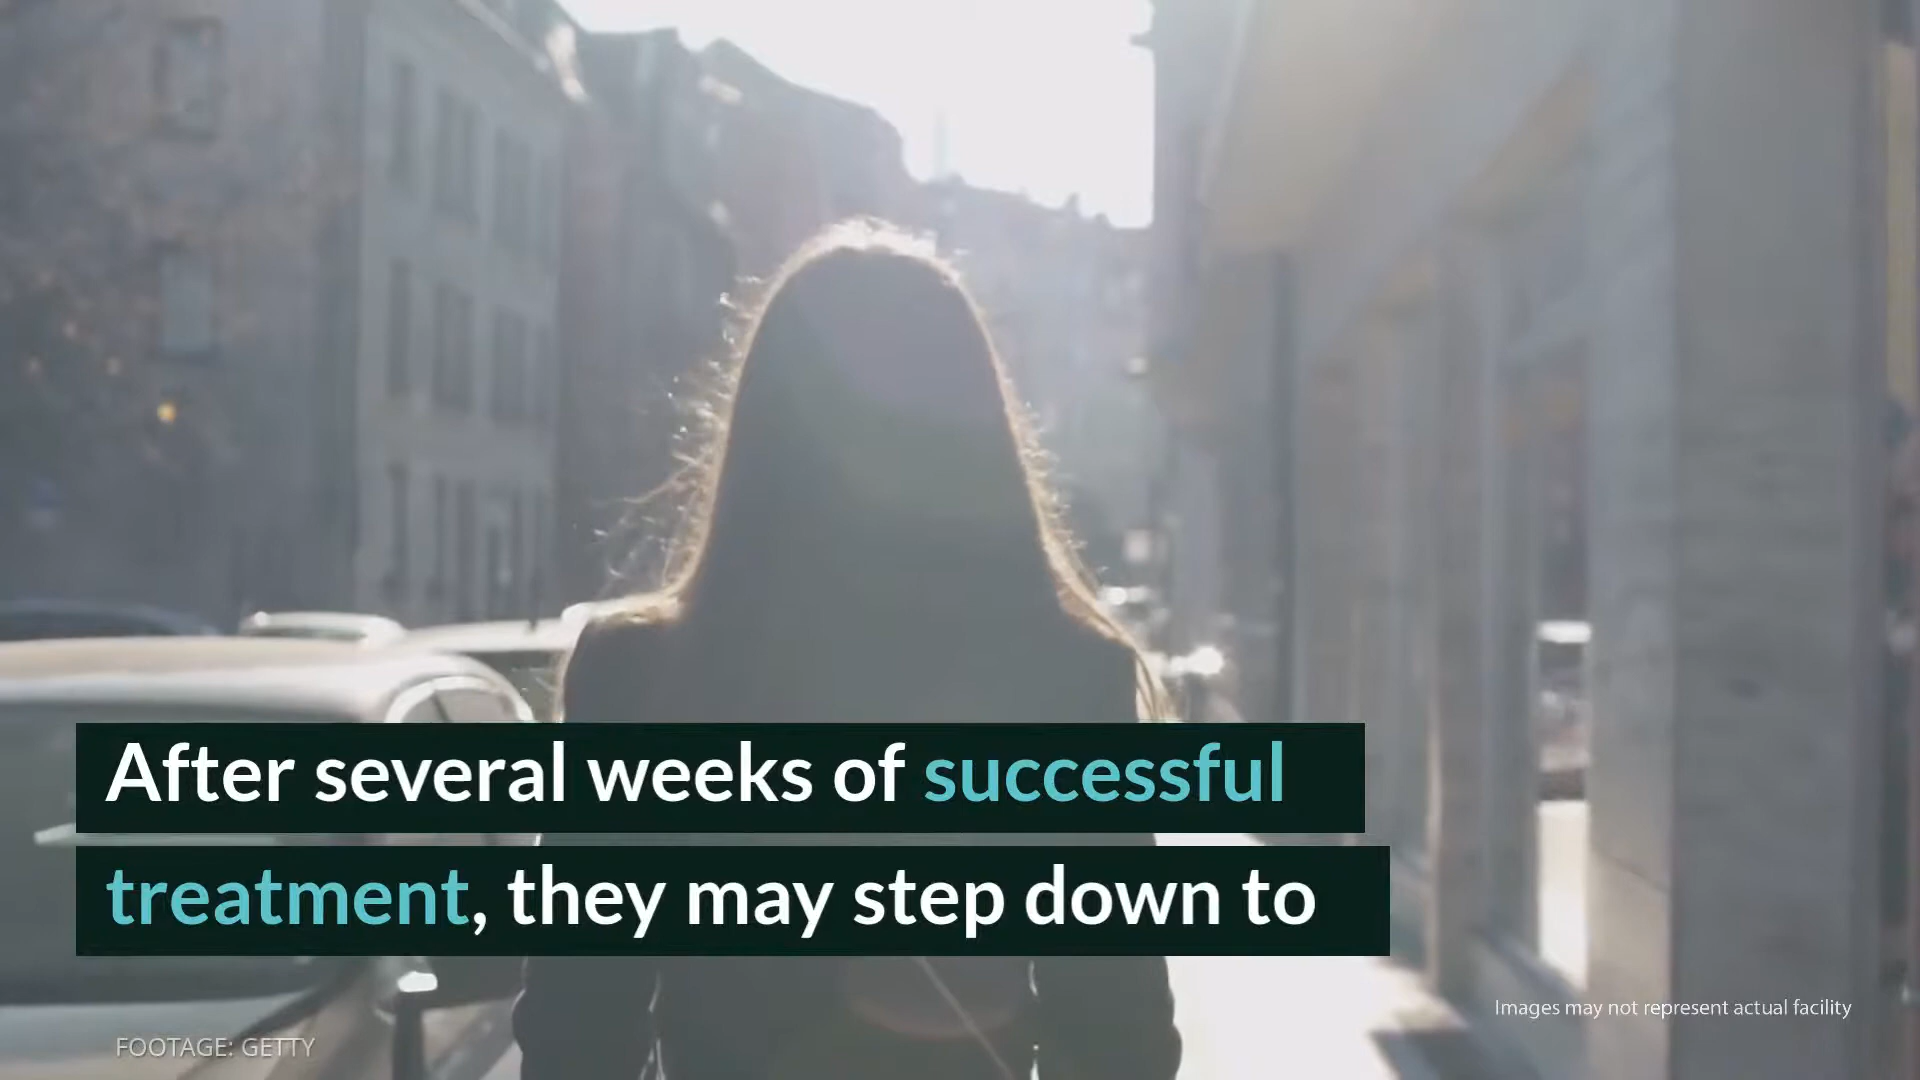 After several weeks of successful
treatment, they may step down to
Images may not represent actual facility
FOOTAGE: GETTY